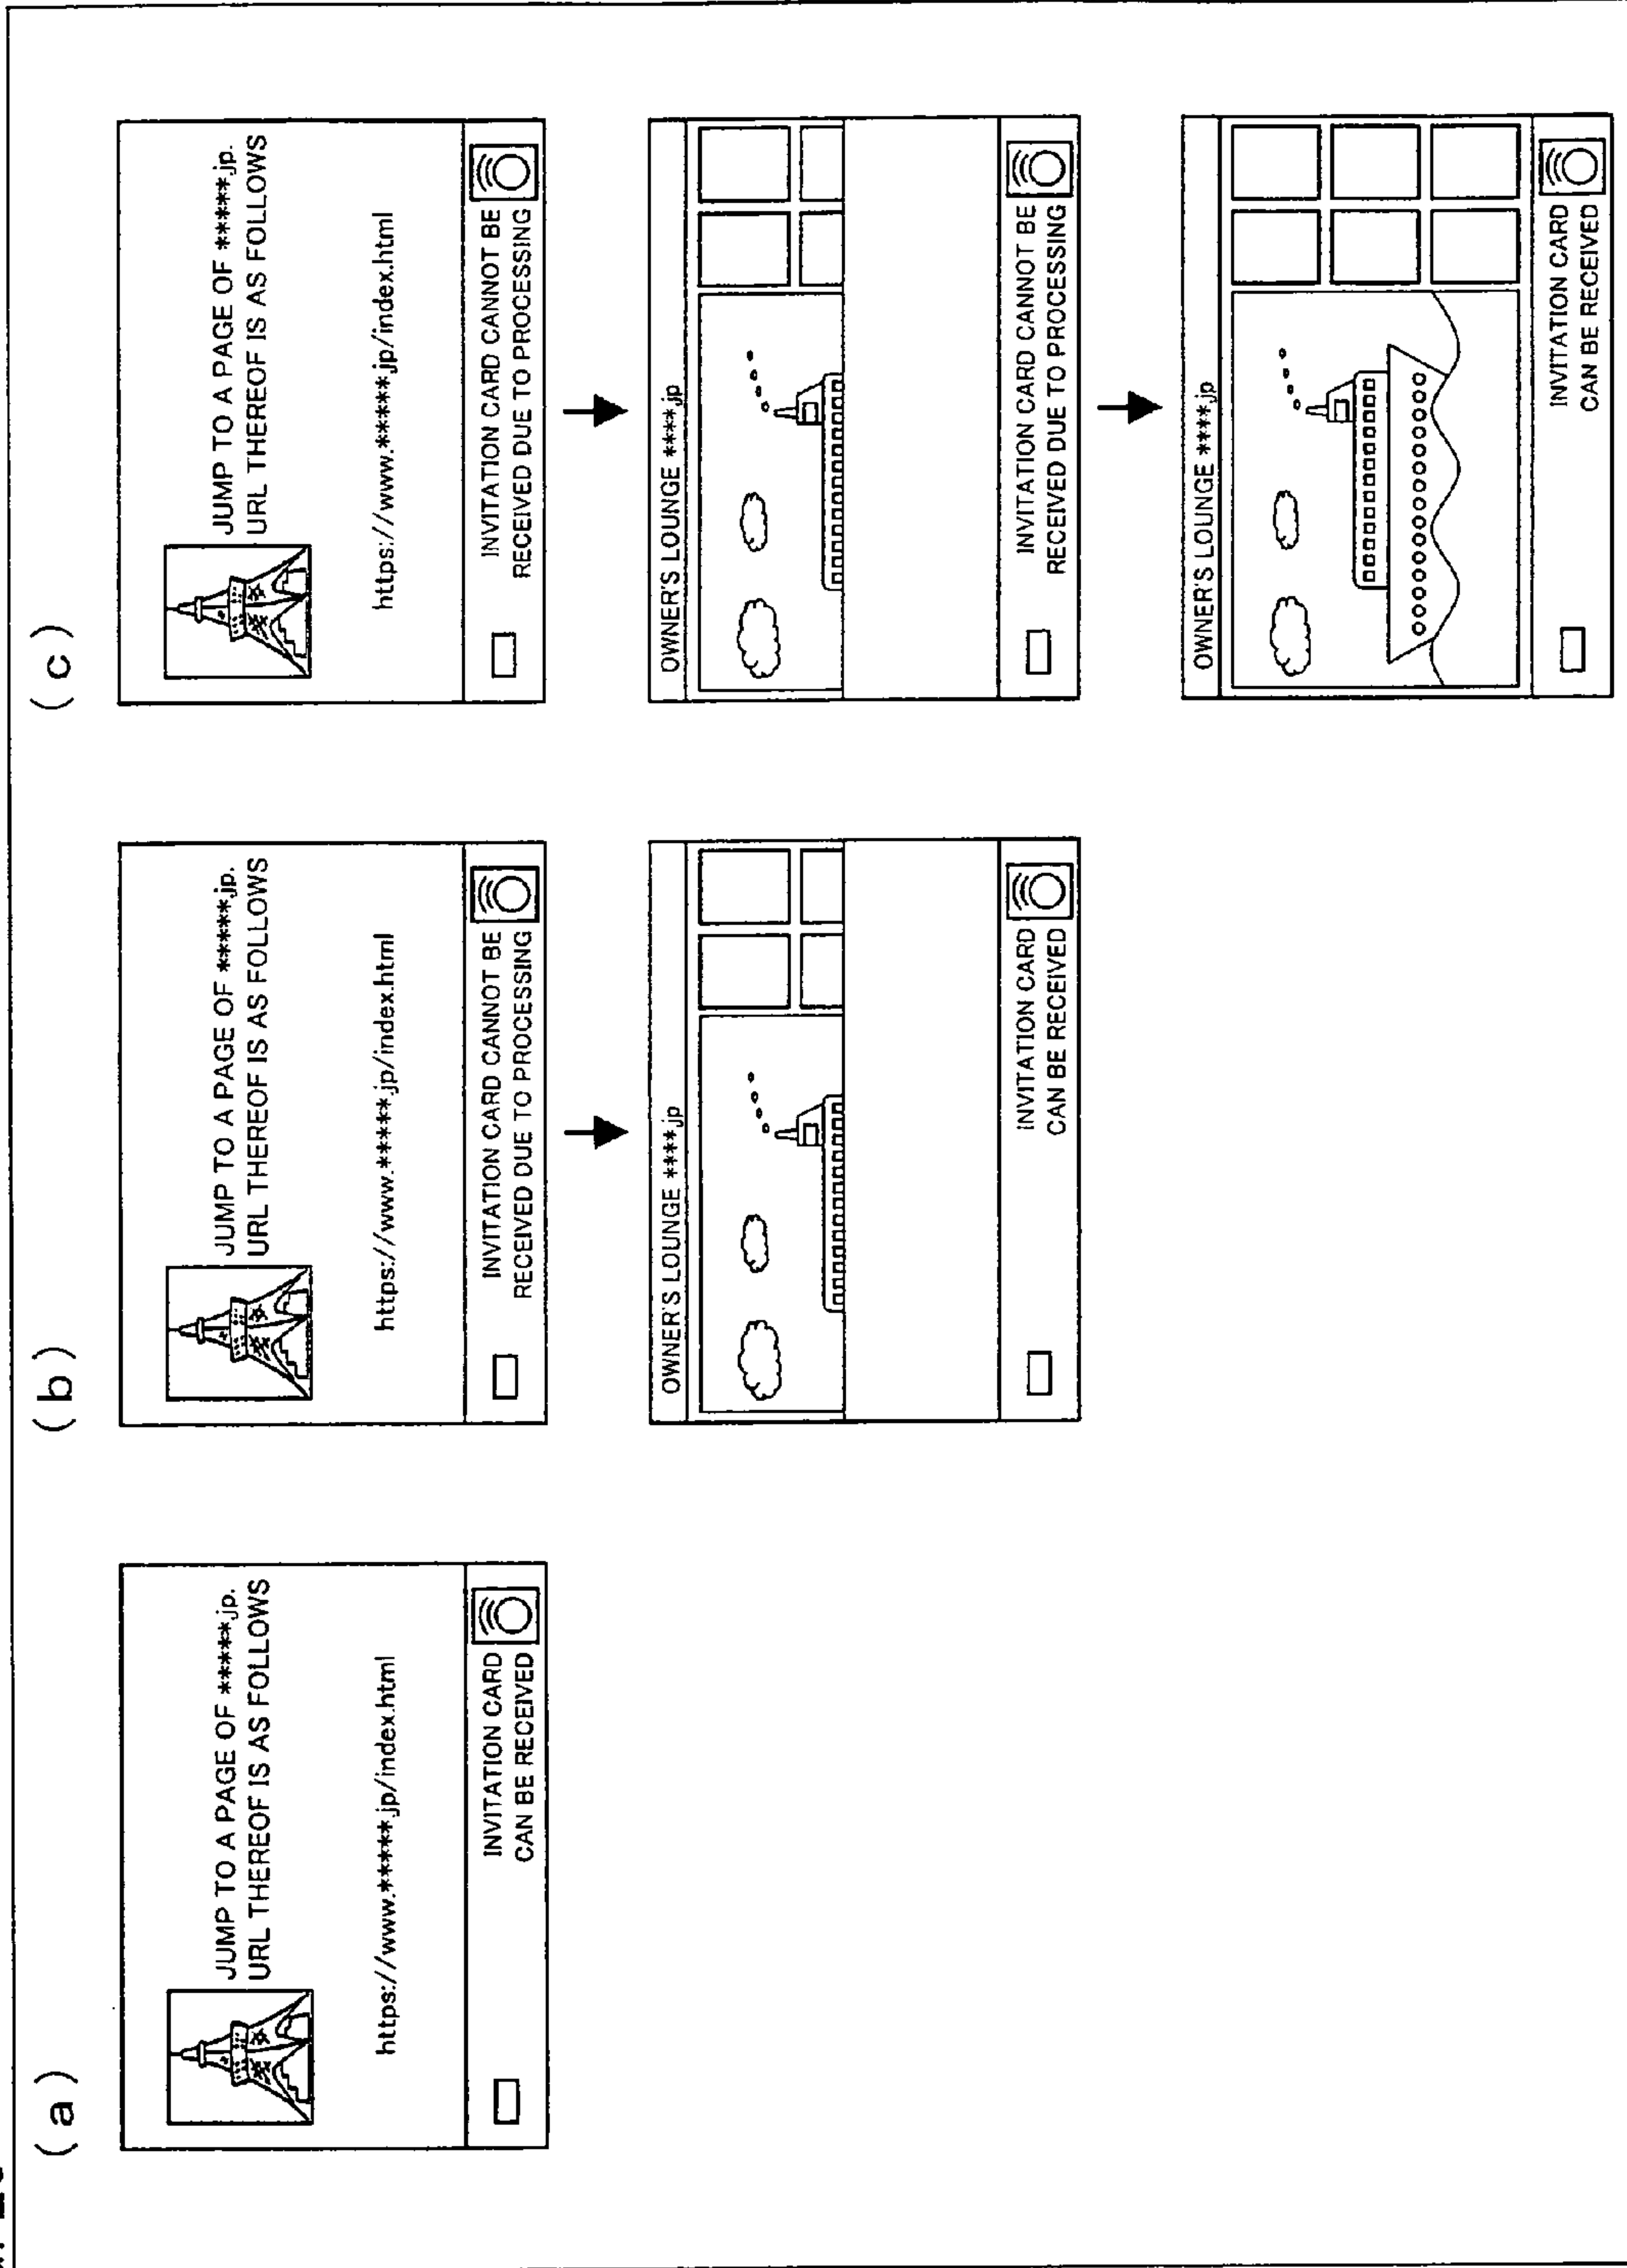 (a)
JUMP TO A PAGE OF *****.jp.
URL THEREOF IS AS FOLLOWS
https://www.*****.jp/index.html
INVITATION CARD
CAN BE RECEIVED
(b)
JUMP TO A PAGE OF *****.jp.
URL THEREOF IS AS FOLLOWS
https://www.*****.jp/index.html
INVITATION CARD CANNOT BE
RECEIVED DUE TO PROCESSING
OWNER'S LOUNGE ****.jp
INVITATION CARD
CAN BE RECEIVED
(c)
JUMP TO A PAGE OF *****.jp.
URL THEREOF IS AS FOLLOWS
https://www.*****.jp/index.html
INVITATION CARD CANNOT BE
RECEIVED DUE TO PROCESSING
OWNER'S LOUNGE ****.jp
INVITATION CARD CANNOT BE
RECEIVED DUE TO PROCESSING
OWNER'S LOUNGE ****.jp
INVITATION CARD
CAN BE RECEIVED